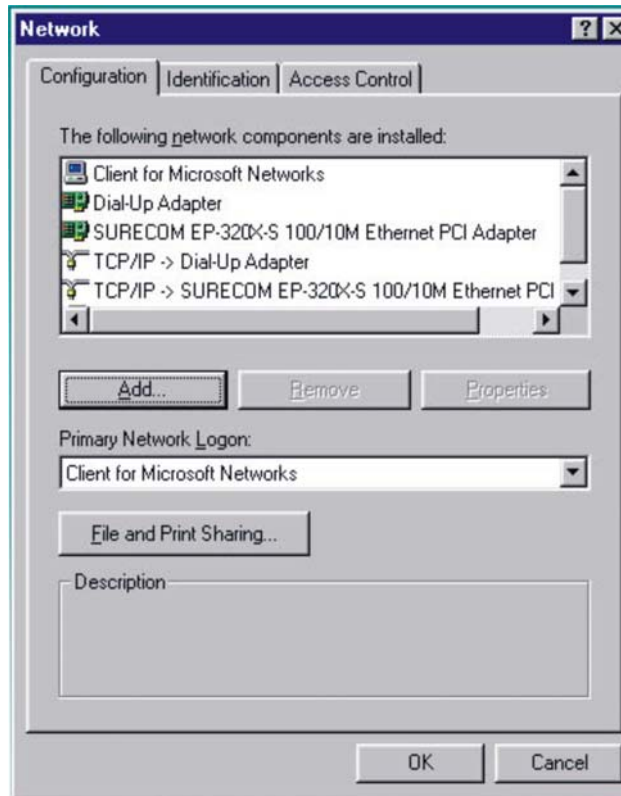 Network
Configuration Identification Access Control
The following network components are installed:
Client for Microsoft Networks
Dial-Up Adapter
SURECOM EP-320X-S 100/10M Ethernet PCI Adapter
TCP/IP -> Dial-Up Adapter
TCP/IP -> SURECOM EP-320X-S 100/10M Ethernet PCI
Add... Remove Properties
Primary Network Logon:
Client for Microsoft Networks
File and Print Sharing...
Description
OK Cancel